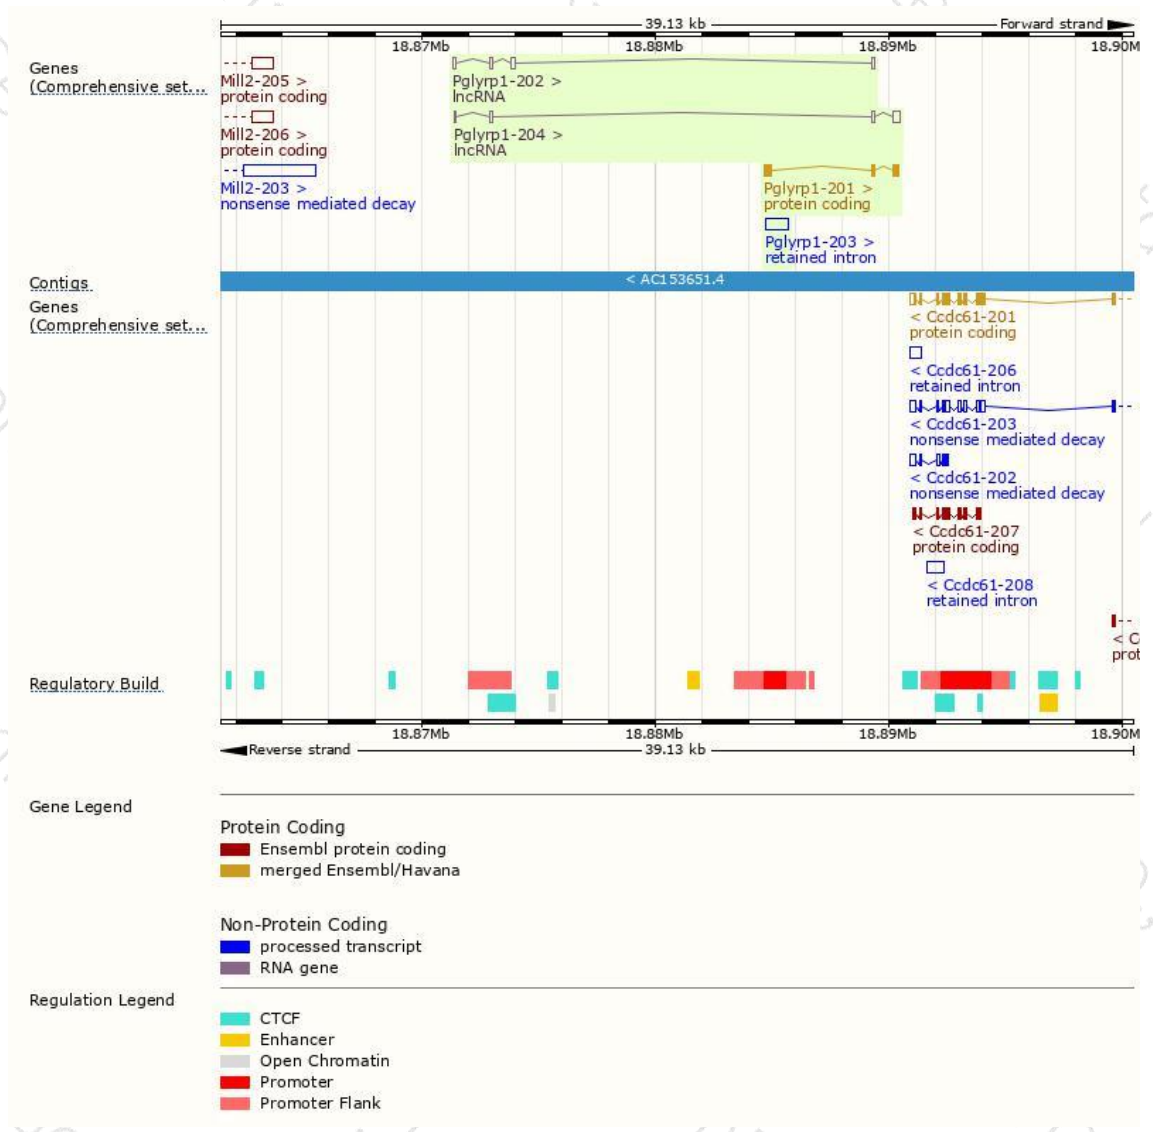 39.13 kb Forward strand
18.87Mb 18.88Mb 18.89Mb 18.90M
Genes
(Comprehensive set...
Mill2-205 >
protein coding
Pglyrp1-202 >
lncRNA
Mill2-206 >
protein coding
Pglyrp1-204 >
lncRNA
Mill2-203 >
nonsense mediated decay
Pglyrp1-201 >
protein coding
Pglyrp1-203 >
retained intron
Contigs
< AC153651.4
Genes
(Comprehensive set...
< Ccdc61-201
protein coding
< Ccdc61-206
retained intron
< Ccdc61-203
nonsense mediated decay
< Ccdc61-202
nonsense mediated decay
< Ccdc61-207
protein coding
< Ccdc61-208
retained intron
< C
prot
Regulatory Build
18.87Mb 18.88Mb 18.89Mb 18.90M
Reverse strand 39.13 kb
Gene Legend
Protein Coding
Ensembl protein coding
merged Ensembl/Havana
Non-Protein Coding
processed transcript
RNA gene
Regulation Legend
CTCF
Enhancer
Open Chromatin
Promoter
Promoter Flank